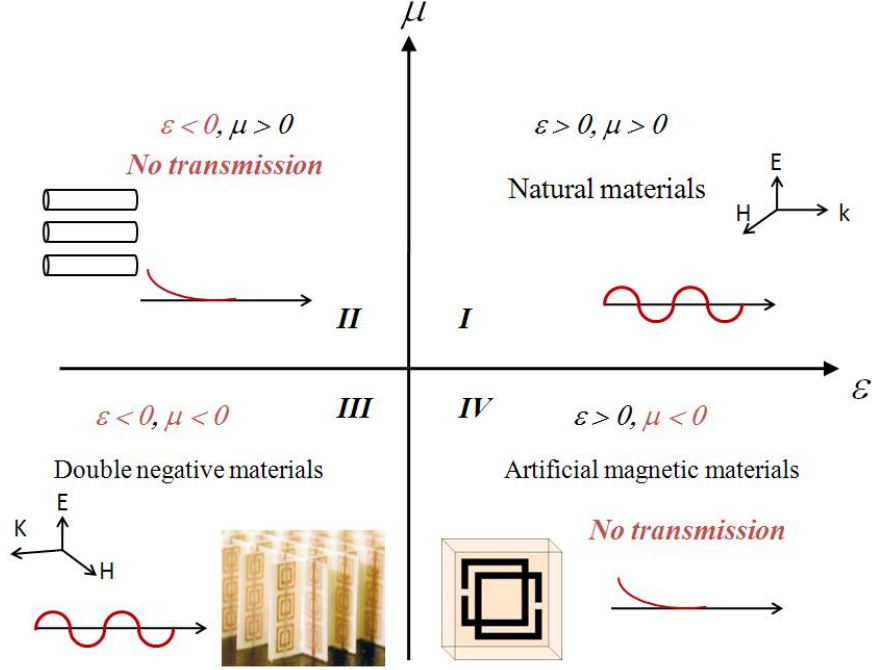 μ
ε < 0, μ > 0
No transmission
ε > 0, μ > 0
Natural materials
E
H
k
II
I
ε
III
IV
ε < 0, μ < 0
Double negative materials
E
K
H
ε > 0, μ < 0
Artificial magnetic materials
No transmission